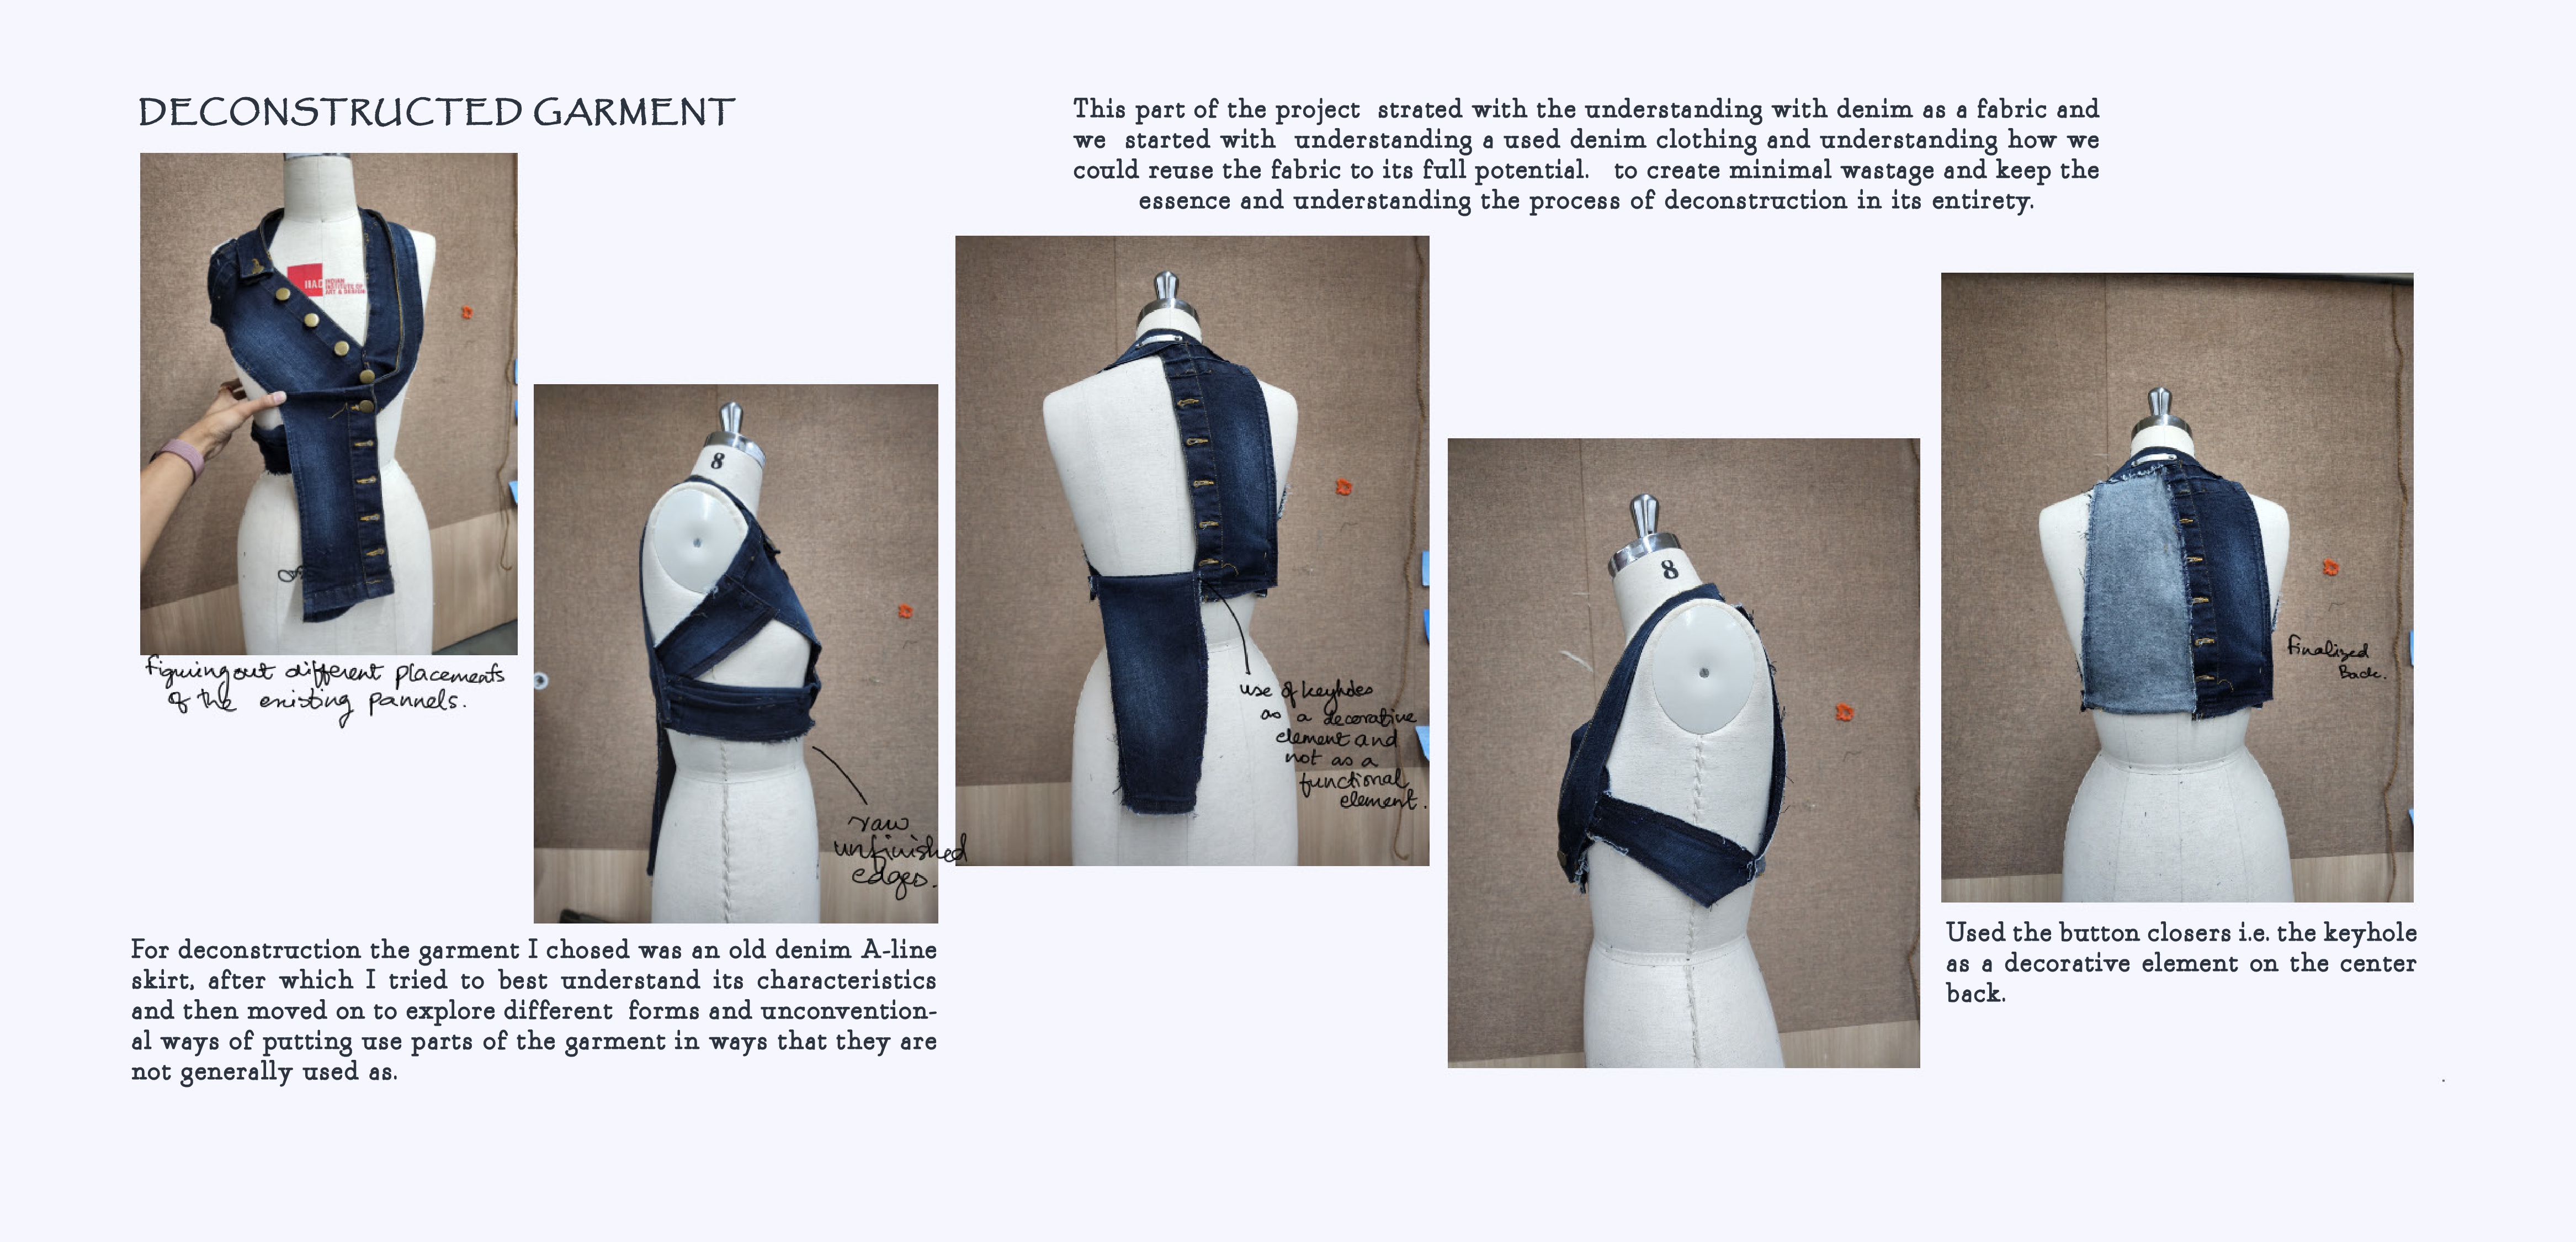 DECONSTRUCTED GARMENT
This part of the project strated with the understanding with denim as a fabric and
we started with understanding a used denim clothing and understanding how we
could reuse the fabric to its full potential. to create minimal wastage and keep the
essence and understanding the process of deconstruction in its entirety.
IIAD INDIAN
INSTITUTE OF
ART & DESIGN
figuring out different placements
of the existing pannels.
8
raw
unfinished
edges.
For deconstruction the garment I chosed was an old denim A-line
skirt, after which I tried to best understand its characteristics
and then moved on to explore different forms and unconvention-
al ways of putting use parts of the garment in ways that they are
not generally used as.
use of keyholes
as a decorative
element and
not as a
functional
element.
8
finalized
Back.
Used the button closers i.e. the keyhole
as a decorative element on the center
back.